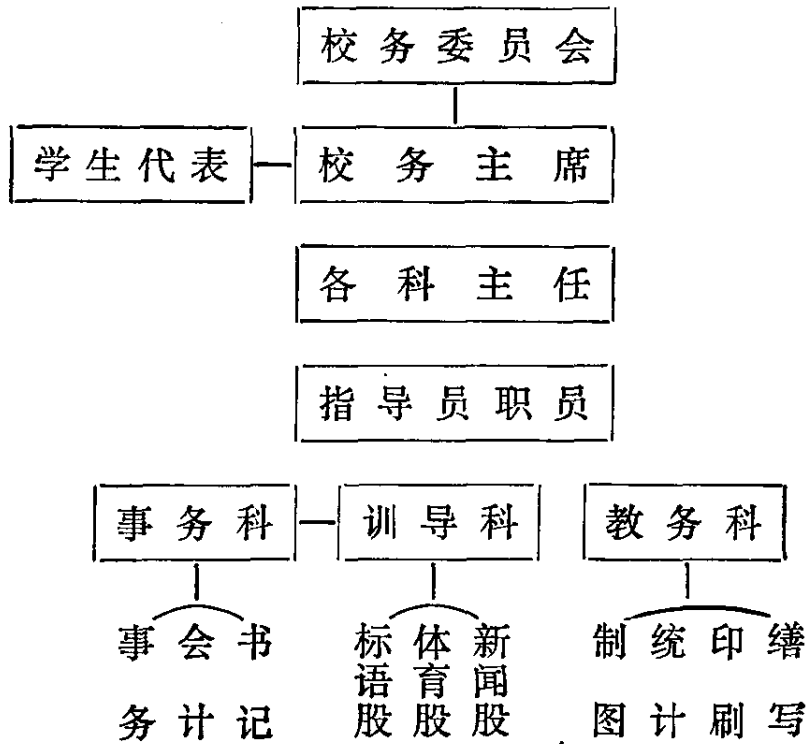 校务委员会
学生代表 校务主席
各科主任
指导员职员
事务科 训导科 教务科
事务 会计 书记 标语股 体育股 新闻股 制图 统计 印刷 缮写